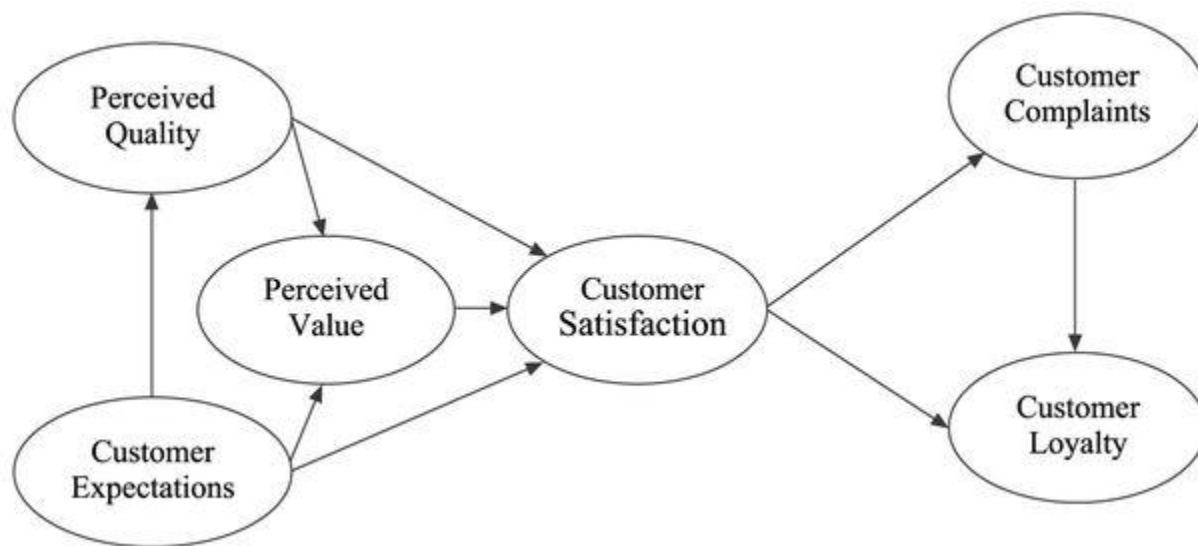 Perceived
Quality
Customer
Complaints
Perceived
Value
Customer
Satisfaction
Customer
Expectations
Customer
Loyalty